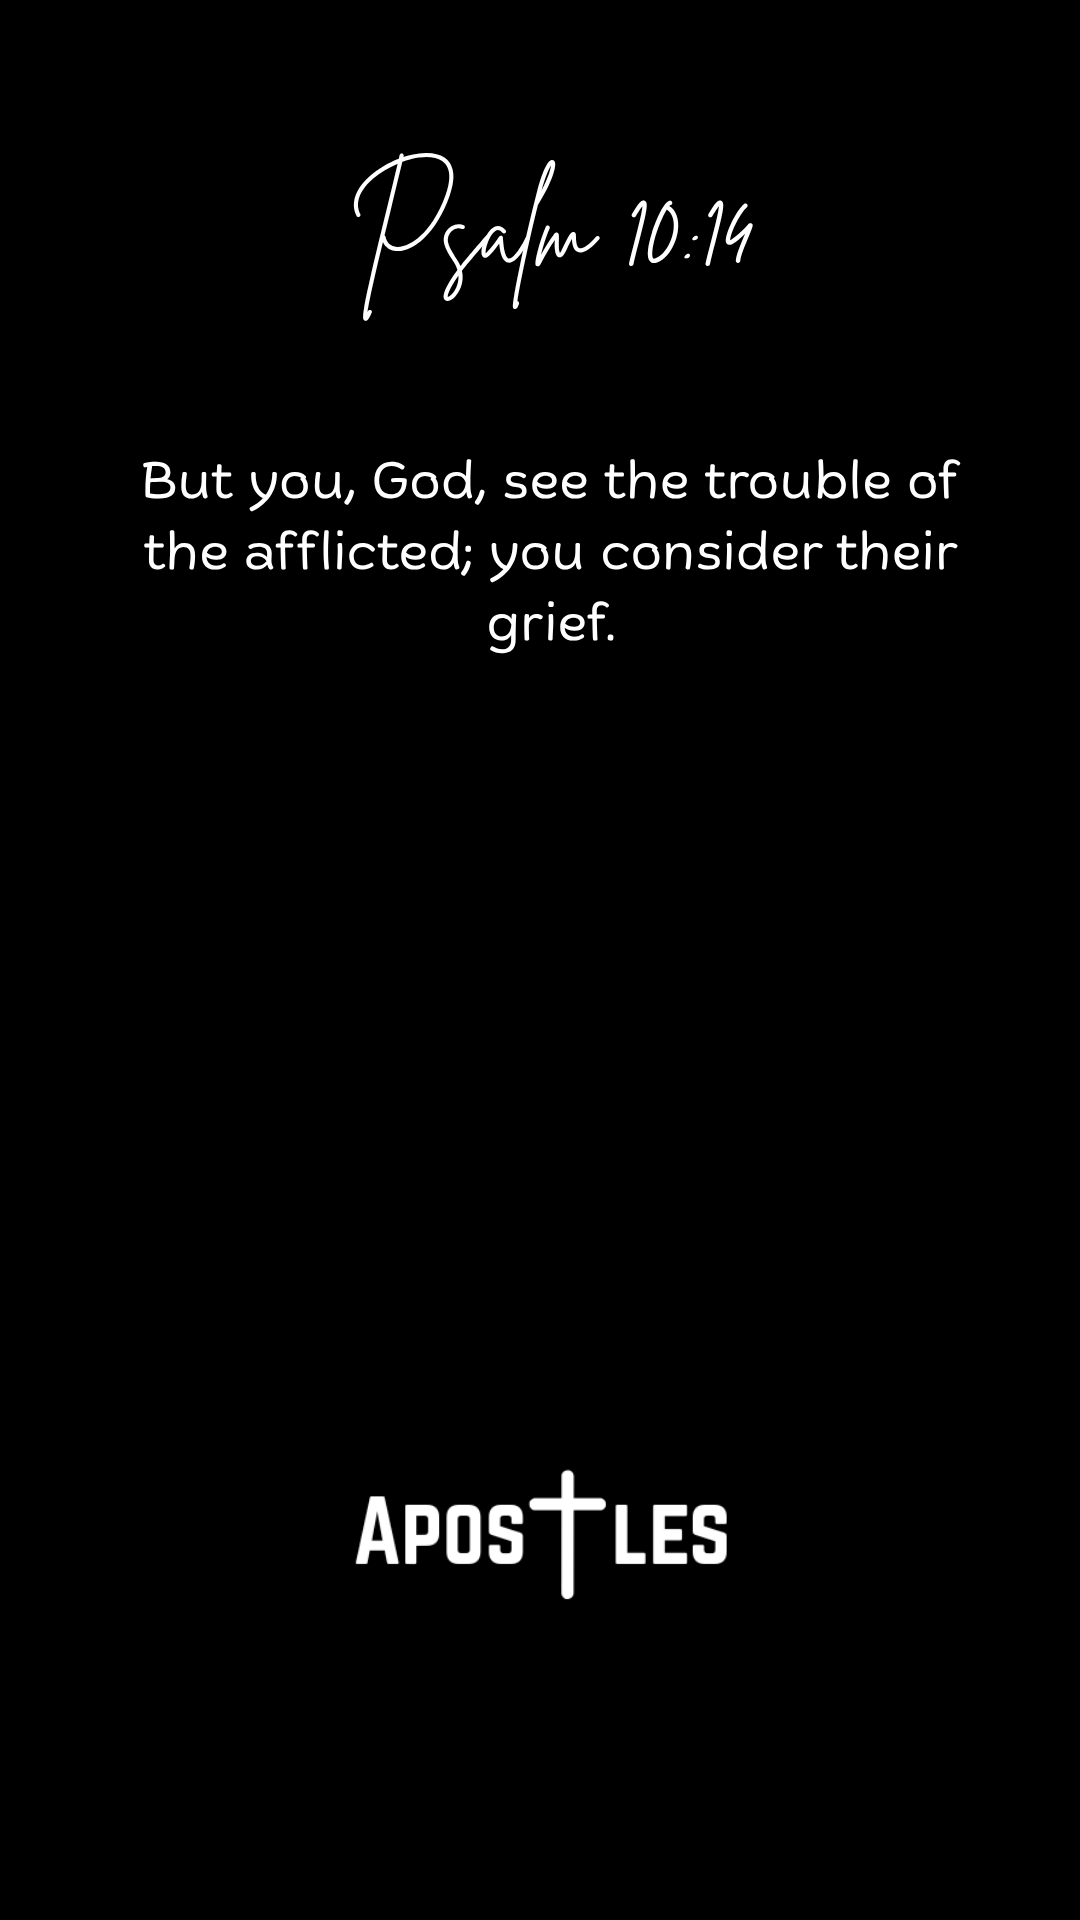 Psalm 10:14
But you, God, see the trouble of
the afflicted; you consider their
grief.
APOSTLES